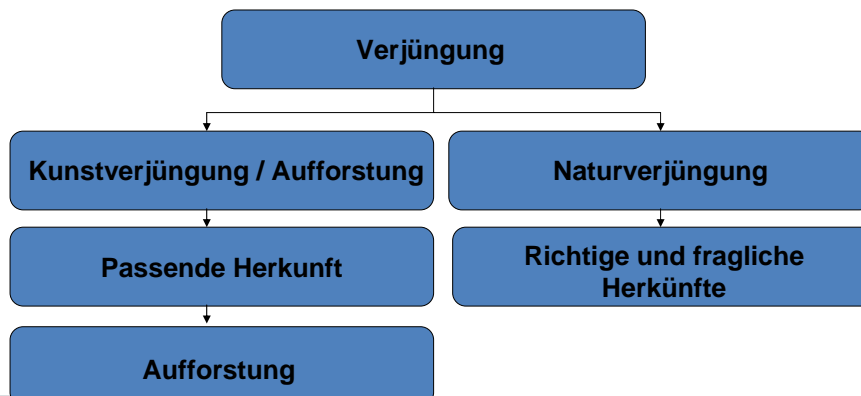 Verjüngung
Kunstverjüngung / Aufforstung
Naturverjüngung
Passende Herkunft
Richtige und fragliche
Herkünfte
Aufforstung